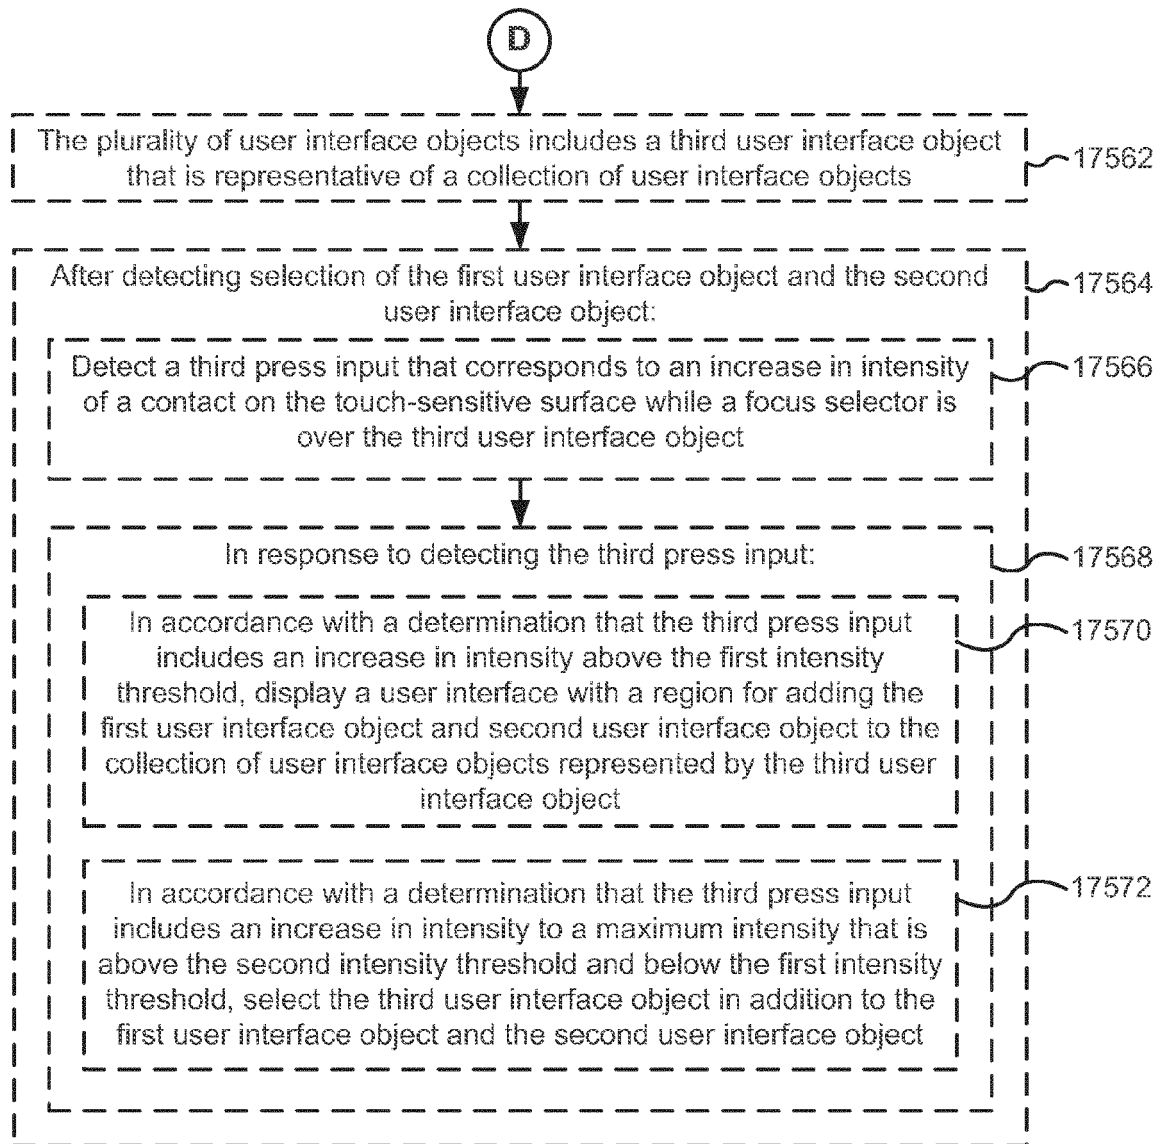 D
The plurality of user interface objects includes a third user interface object
that is representative of a collection of user interface objects
17562
After detecting selection of the first user interface object and the second
user interface object:
17564
Detect a third press input that corresponds to an increase in intensity
of a contact on the touch-sensitive surface while a focus selector is
over the third user interface object
17566
In response to detecting the third press input:
17568
In accordance with a determination that the third press input
includes an increase in intensity above the first intensity
threshold, display a user interface with a region for adding the
first user interface object and second user interface object to the
collection of user interface objects represented by the third user
interface object
17570
In accordance with a determination that the third press input
includes an increase in intensity to a maximum intensity that is
above the second intensity threshold and below the first intensity
threshold, select the third user interface object in addition to the
first user interface object and the second user interface object
17572